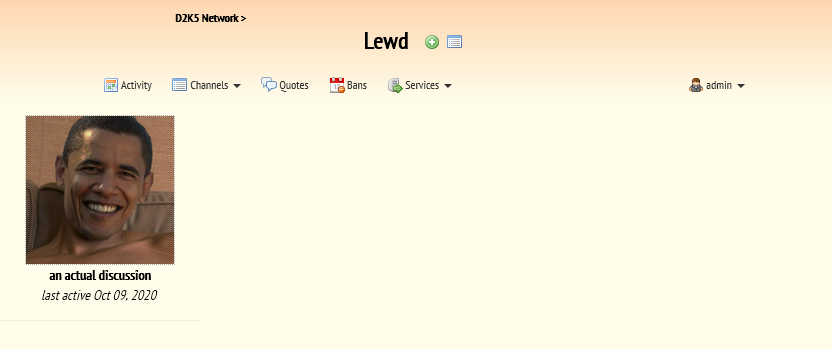 D2K5 Network >
Lewd
Activity Channels Quotes Bans Services admin
an actual discussion
last active Oct 09, 2020